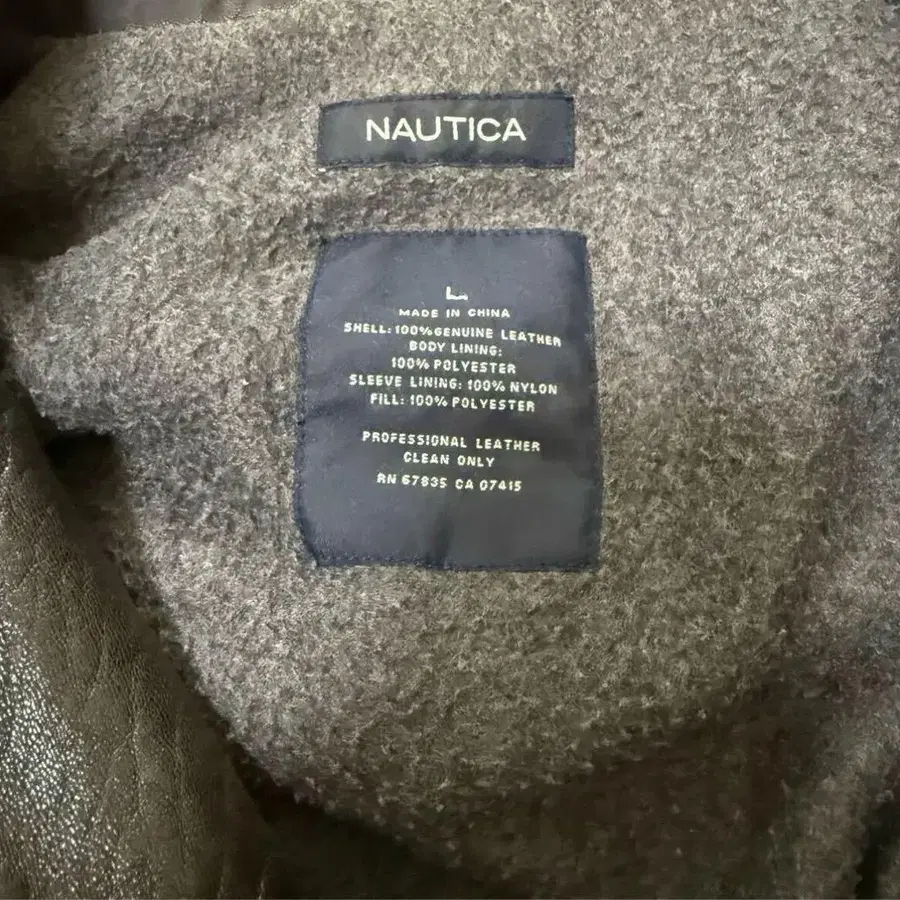 NAUTICA
L
MADE IN CHINA
SHELL: 100% GENUINE LEATHER
BODY LINING:
100% POLYESTER
SLEEVE LINING: 100% NYLON
FILL: 100% POLYESTER
PROFESSIONAL LEATHER
CLEAN ONLY
RN 67835 CA 07415